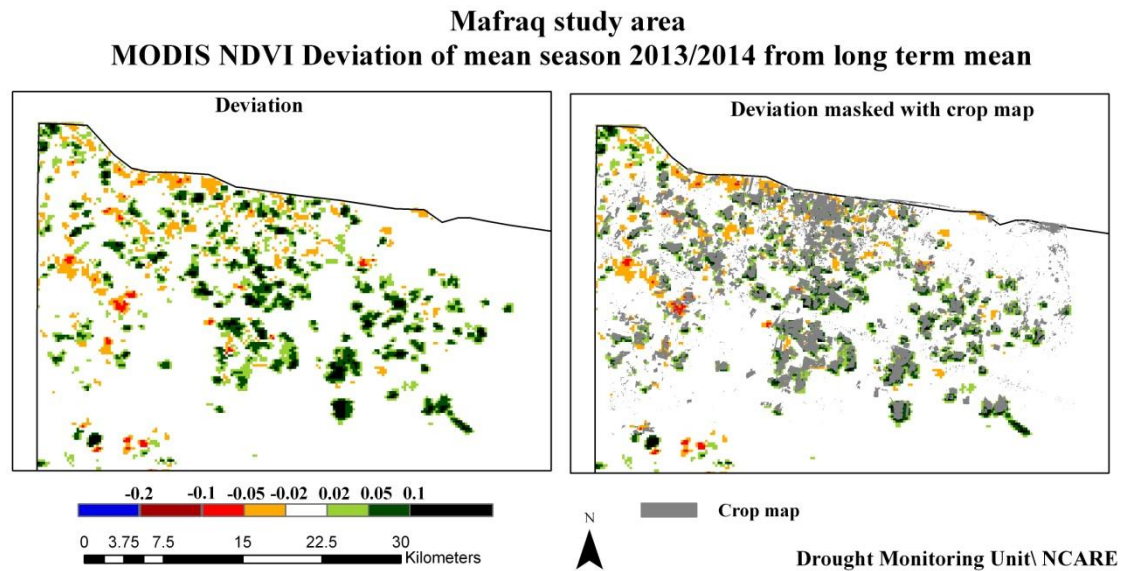 Mafraq study area
MODIS NDVI Deviation of mean season 2013/2014 from long term mean
Deviation
Deviation masked with crop map
-0.2 -0.1 -0.05 -0.02 0.02 0.05 0.1
0 3.75 7.5 15 22.5 30
Kilometers
N
Crop map
Drought Monitoring Unit\ NCARE